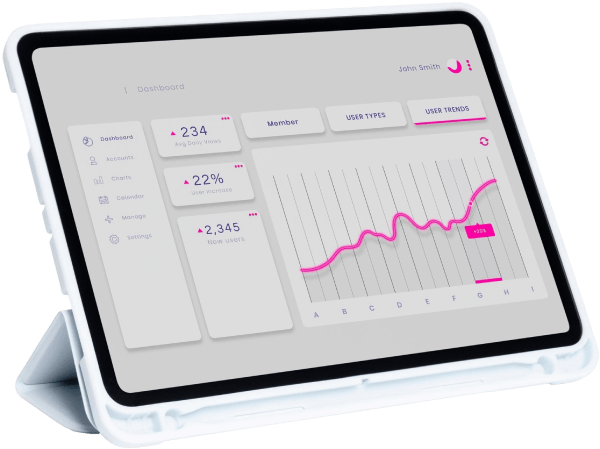 John Smith
Dashboard
Dashboard
Accounts
Charts
Calendar
Manage
Settings
234
Avg Daily Views
22%
user increase
2,345
New users
Member
USER TYPES
USER TRENDS
+22%
A B C D E F G H I